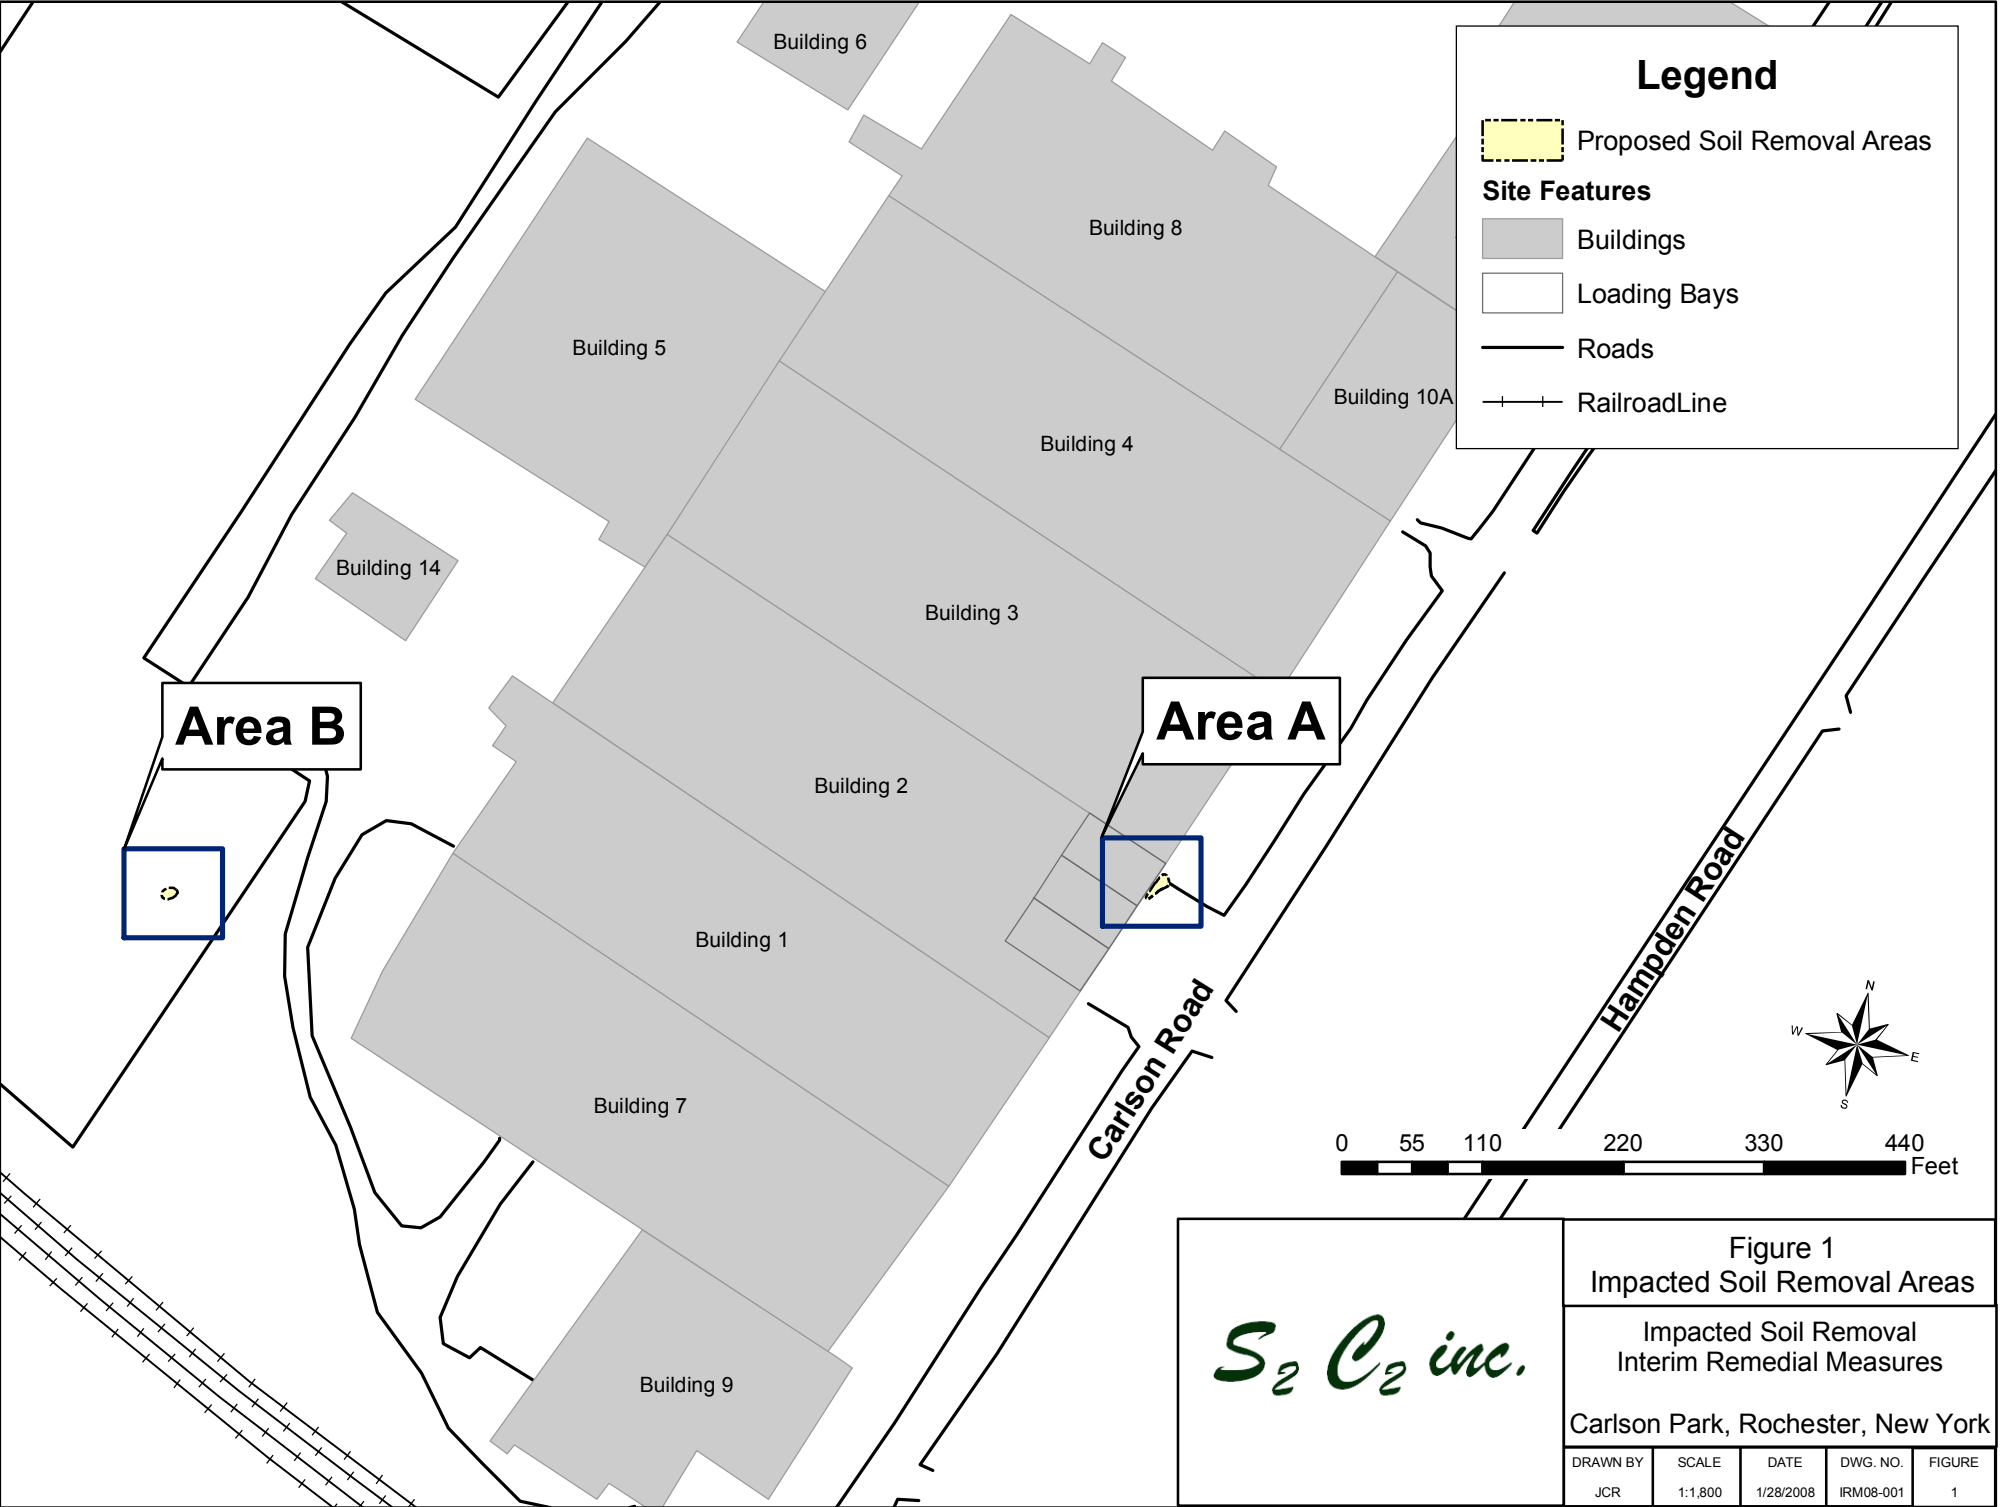 Building 6
Legend
Proposed Soil Removal Areas
Site Features
Buildings
Loading Bays
Roads
RailroadLine
Building 8
Building 5
Building 10A
Building 4
Building 14
Building 3
Area B
Area A
Building 2
Building 1
Building 7
Building 9
Carlson Road
Hampden Road
N
W
E
S
0 55 110 220 330 440
Feet
S2 C2 inc.
Figure 1
Impacted Soil Removal Areas
Impacted Soil Removal
Interim Remedial Measures
Carlson Park, Rochester, New York
DRAWN BY SCALE DATE DWG. NO. FIGURE
JCR 1:1,800 1/28/2008 IRM08-001 1